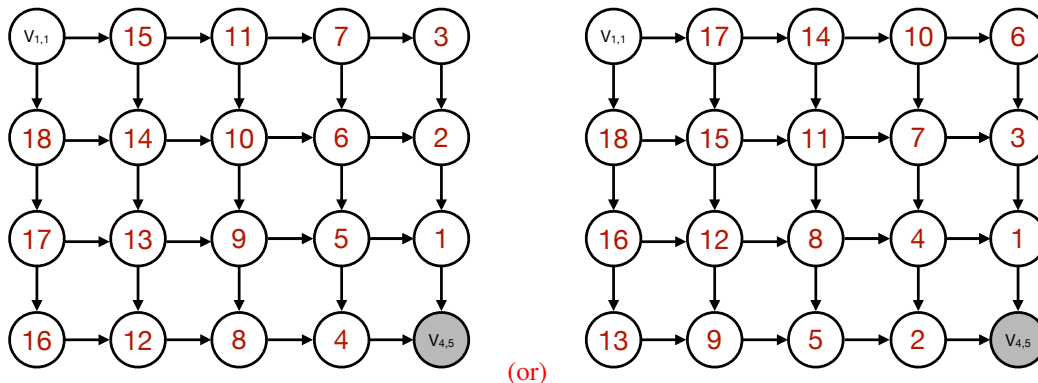 V1,1 15 11 7 3 V1,1 17 14 10 6
18 14 10 6 2 18 15 11 7 3
17 13 9 5 1 16 12 8 4 1
16 12 8 4 V4,5 13 9 5 2 V4,5
(or)